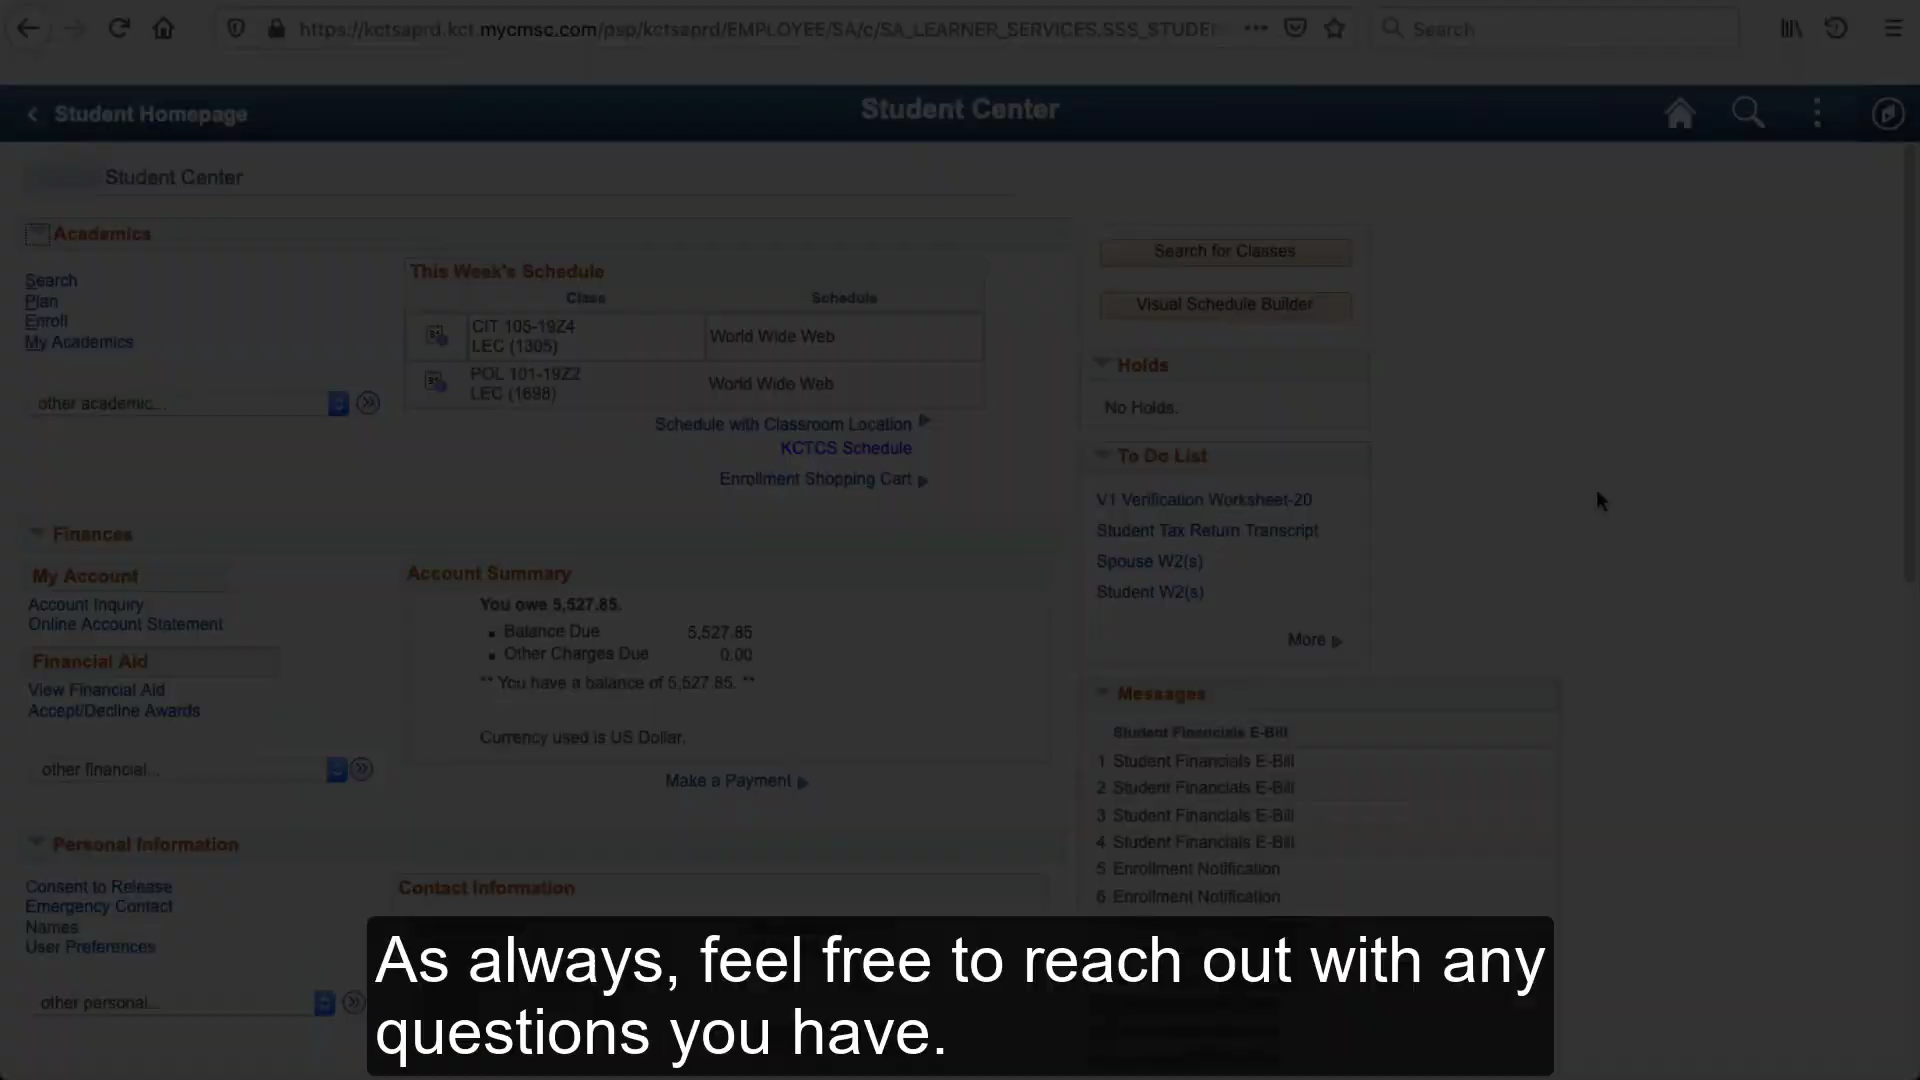 https://kctsaprd.kct.mycmsc.com/psp/kctsaprd/EMPLOYEE/SA/c/SA_LEARNER_SERVICES.SSS_STUDE
Search
Student Homepage
Student Center
Student Center
Academics
Search
Plan
Enroll
My Academics
other academic...
This Week's Schedule
Class Schedule
CIT 105-19Z4
LEC (1305)
World Wide Web
POL 101-19Z2
LEC (1698)
World Wide Web
Schedule with Classroom Location
KCTCS Schedule
Enrollment Shopping Cart
Search for Classes
Visual Schedule Builder
Holds
No Holds.
To Do List
V1 Verification Worksheet-20
Student Tax Return Transcript
Spouse W2(s)
Student W2(s)
More
Finances
My Account
Account Inquiry
Online Account Statement
Financial Aid
View Financial Aid
Accept/Decline Awards
other financial...
Account Summary
You owe 5,527.85.
Balance Due 5,527.85
Other Charges Due 0.00
** You have a balance of 5,527.85. **
Currency used is US Dollar.
Make a Payment
Messages
Student Financials E-Bill
1 Student Financials E-Bill
2 Student Financials E-Bill
3 Student Financials E-Bill
4 Student Financials E-Bill
5 Enrollment Notification
6 Enrollment Notification
Personal Information
Consent to Release
Emergency Contact
Names
User Preferences
other personal...
Contact Information
As always, feel free to reach out with any
questions you have.